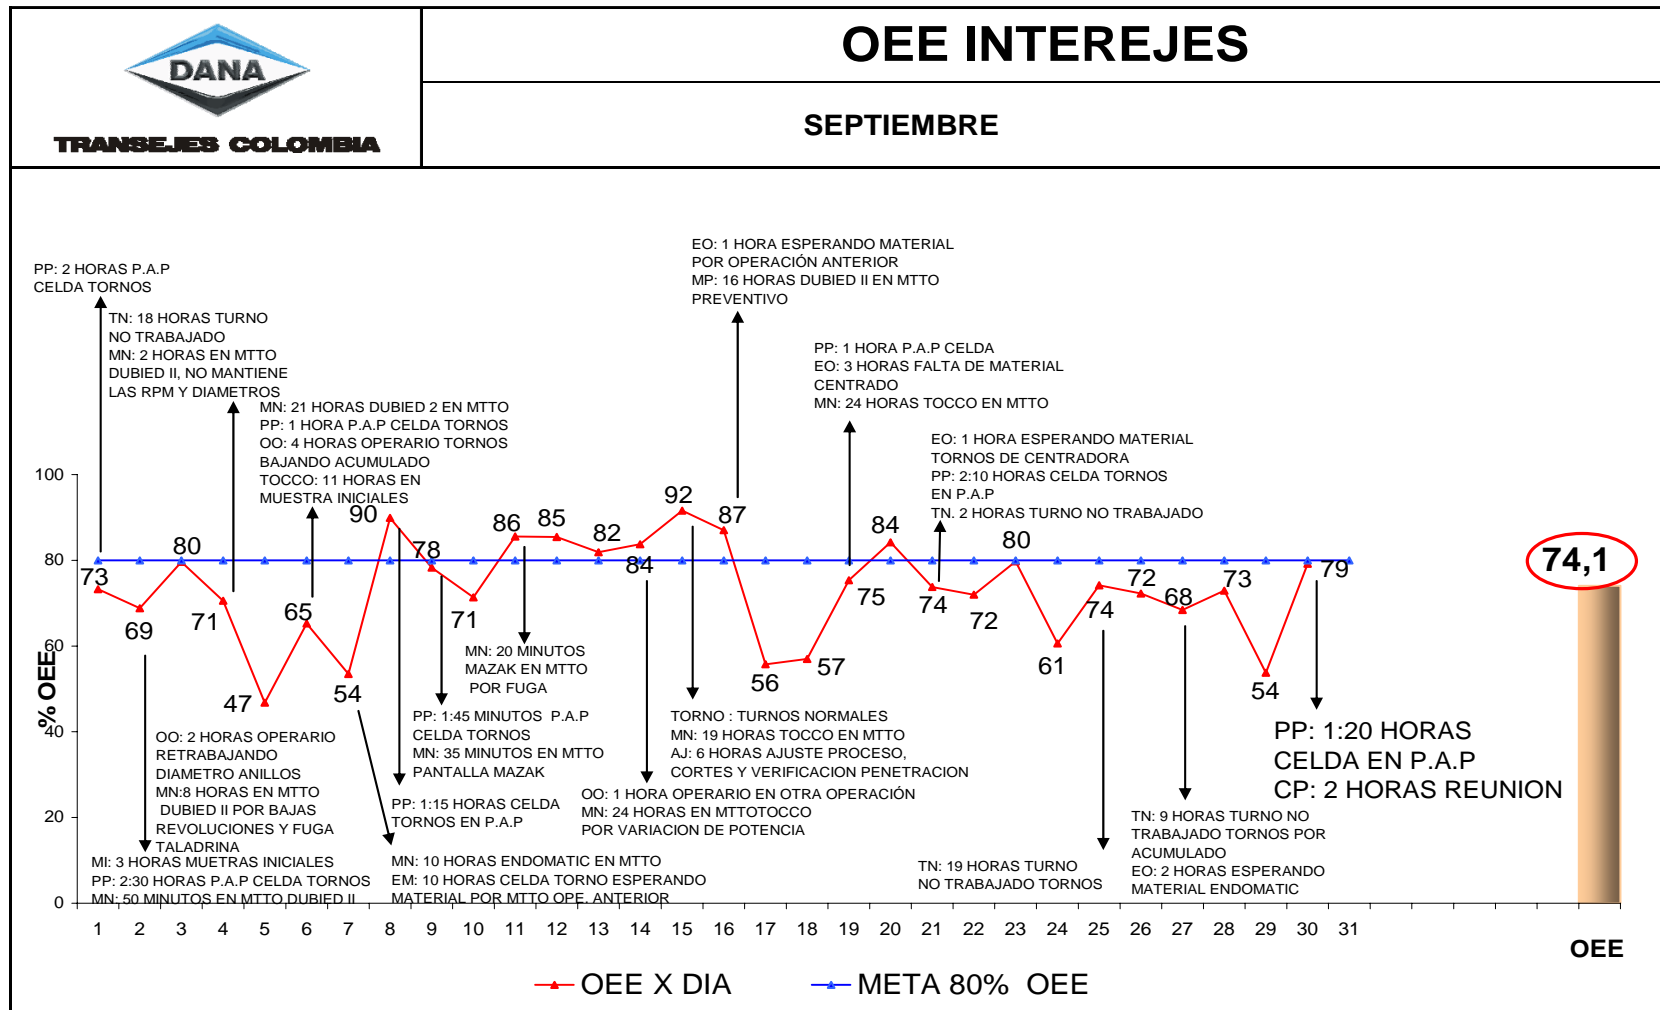 DANA
TRANSEJES COLOMBIA
OEE INTEREJES
SEPTIEMBRE
PP: 2 HORAS P.A.P
CELDA TORNOS
TN: 18 HORAS TURNO
NO TRABAJADO
MN: 2 HORAS EN MTTO
DUBIED II, NO MANTIENE
LAS RPM Y DIAMETROS
MN: 21 HORAS DUBIED 2 EN MTTO
PP: 1 HORA P.A.P CELDA TORNOS
OO: 4 HORAS OPERARIO TORNOS
BAJANDO ACUMULADO
TOCCO: 11 HORAS EN
MUESTRA INICIALES
EO: 1 HORA ESPERANDO MATERIAL
POR OPERACIÓN ANTERIOR
MP: 16 HORAS DUBIED II EN MTTO
PREVENTIVO
PP: 1 HORA P.A.P CELDA
EO: 3 HORAS FALTA DE MATERIAL
CENTRADO
MN: 24 HORAS TOCCO EN MTTO
EO: 1 HORA ESPERANDO MATERIAL
TORNOS DE CENTRADORA
PP: 2:10 HORAS CELDA TORNOS
EN P.A.P
TN. 2 HORAS TURNO NO TRABAJADO
% OEE
100
80
60
40
20
0
73
69
80
71
47
65
54
90
78
71
86
85
82
84
92
87
56
57
75
84
74
72
80
61
74
72
68
73
54
79
74,1
OO: 2 HORAS OPERARIO
RETRABAJANDO
DIAMETRO ANILLOS
MN:8 HORAS EN MTTO
DUBIED II POR BAJAS
REVOLUCIONES Y FUGA
TALADRINA
MI: 3 HORAS MUETRAS INICIALES
PP: 2:30 HORAS P.A.P CELDA TORNOS
MN: 50 MINUTOS EN MTTO DUBIED II
MN: 10 HORAS ENDOMATIC EN MTTO
EM: 10 HORAS CELDA TORNO ESPERANDO
MATERIAL POR MTTO OPE. ANTERIOR
PP: 1:15 HORAS CELDA
TORNOS EN P.A.P
PP: 1:45 MINUTOS P.A.P
CELDA TORNOS
MN: 35 MINUTOS EN MTTO
PANTALLA MAZAK
MN: 20 MINUTOS
MAZAK EN MTTO
POR FUGA
OO: 1 HORA OPERARIO EN OTRA OPERACIÓN
MN: 24 HORAS EN MTTOTOCCO
POR VARIACION DE POTENCIA
TORNO : TURNOS NORMALES
MN: 19 HORAS TOCCO EN MTTO
AJ: 6 HORAS AJUSTE PROCESO,
CORTES Y VERIFICACION PENETRACION
TN: 19 HORAS TURNO
NO TRABAJADO TORNOS
TN: 9 HORAS TURNO NO
TRABAJADO TORNOS POR
ACUMULADO
EO: 2 HORAS ESPERANDO
MATERIAL ENDOMATIC
PP: 1:20 HORAS
CELDA EN P.A.P
CP: 2 HORAS REUNION
1 2 3 4 5 6 7 8 9 10 11 12 13 14 15 16 17 18 19 20 21 22 23 24 25 26 27 28 29 30 31
OEE
OEE X DIA
META 80% OEE